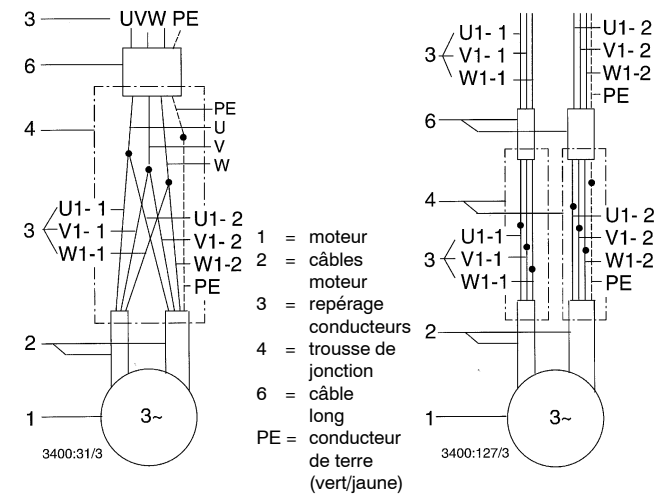 3 UVW PE
6
4
PE
U
V
W
U1-1
3 V1-1
W1-1
U1-2
V1-2
W1-2
PE
2
1
3~
3400:31/3
1 = moteur
2 = câbles
moteur
3 = repérage
conducteurs
4 = trousse de
jonction
6 = câble
long
PE = conducteur
de terre
(vert/jaune)
U1-1
3 V1-1
W1-1
U1-2
V1-2
W1-2
PE
6
4
U1-1
3 V1-1
W1-1
U1-2
V1-2
W1-2
PE
2
1
3~
3400:127/3